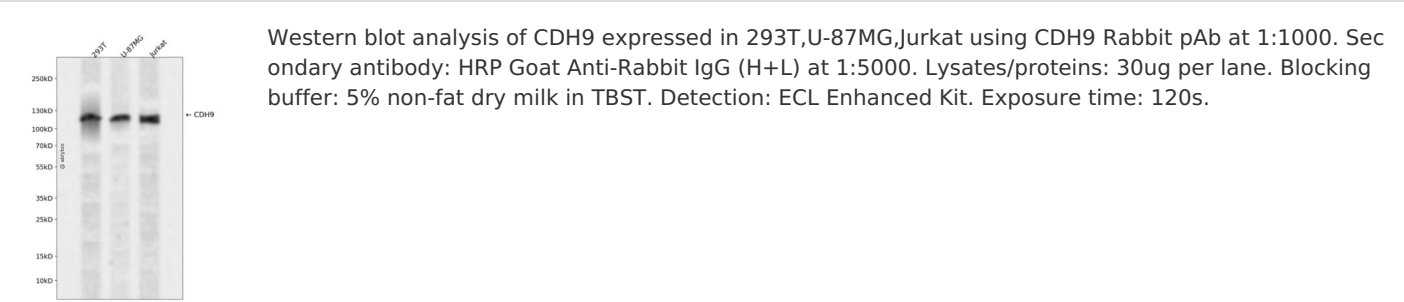 293T U-87MG Jurkat
250kD
130kD
← CDH9
100kD
70kD
55kD
35kD
25kD
15kD
10kD
@ abbybio
Western blot analysis of CDH9 expressed in 293T,U-87MG,Jurkat using CDH9 Rabbit pAb at 1:1000. Sec
ondary antibody: HRP Goat Anti-Rabbit IgG (H+L) at 1:5000. Lysates/proteins: 30ug per lane. Blocking
buffer: 5% non-fat dry milk in TBST. Detection: ECL Enhanced Kit. Exposure time: 120s.